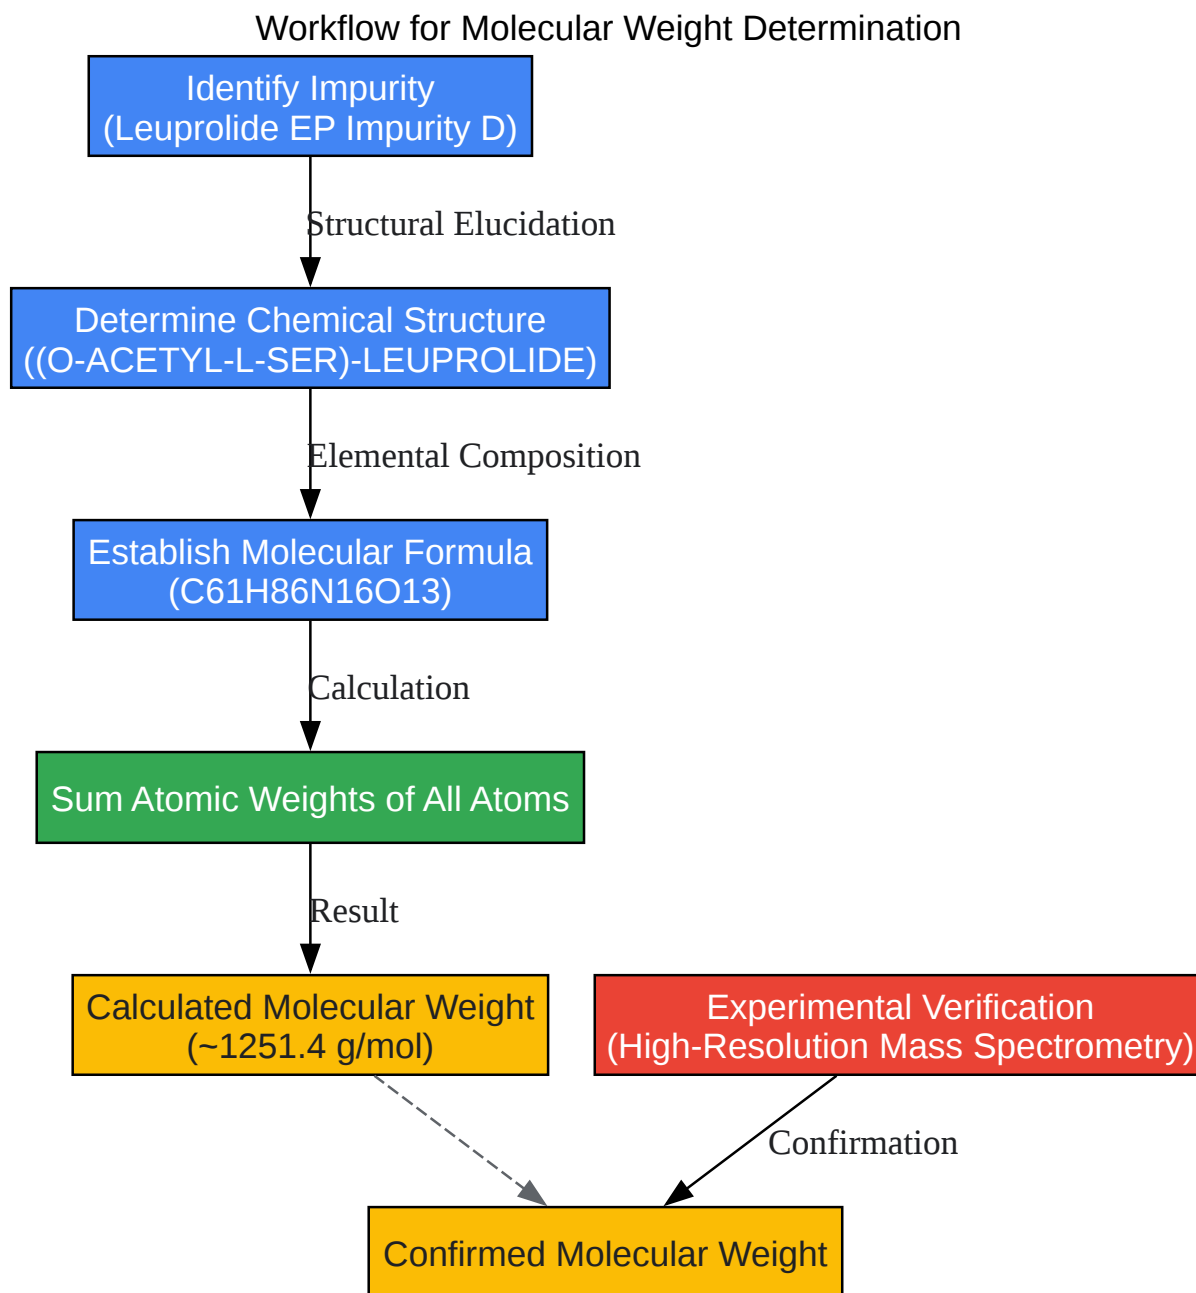 Workflow for Molecular Weight Determination
Identify Impurity
(Leuprolide EP Impurity D)
Structural Elucidation
Determine Chemical Structure
((O-ACETYL-L-SER)-LEUPROLIDE)
Elemental Composition
Establish Molecular Formula
(C61H86N16O13)
Calculation
Sum Atomic Weights of All Atoms
Result
Calculated Molecular Weight
(~1251.4 g/mol)
Experimental Verification
(High-Resolution Mass Spectrometry)
Confirmation
Confirmed Molecular Weight